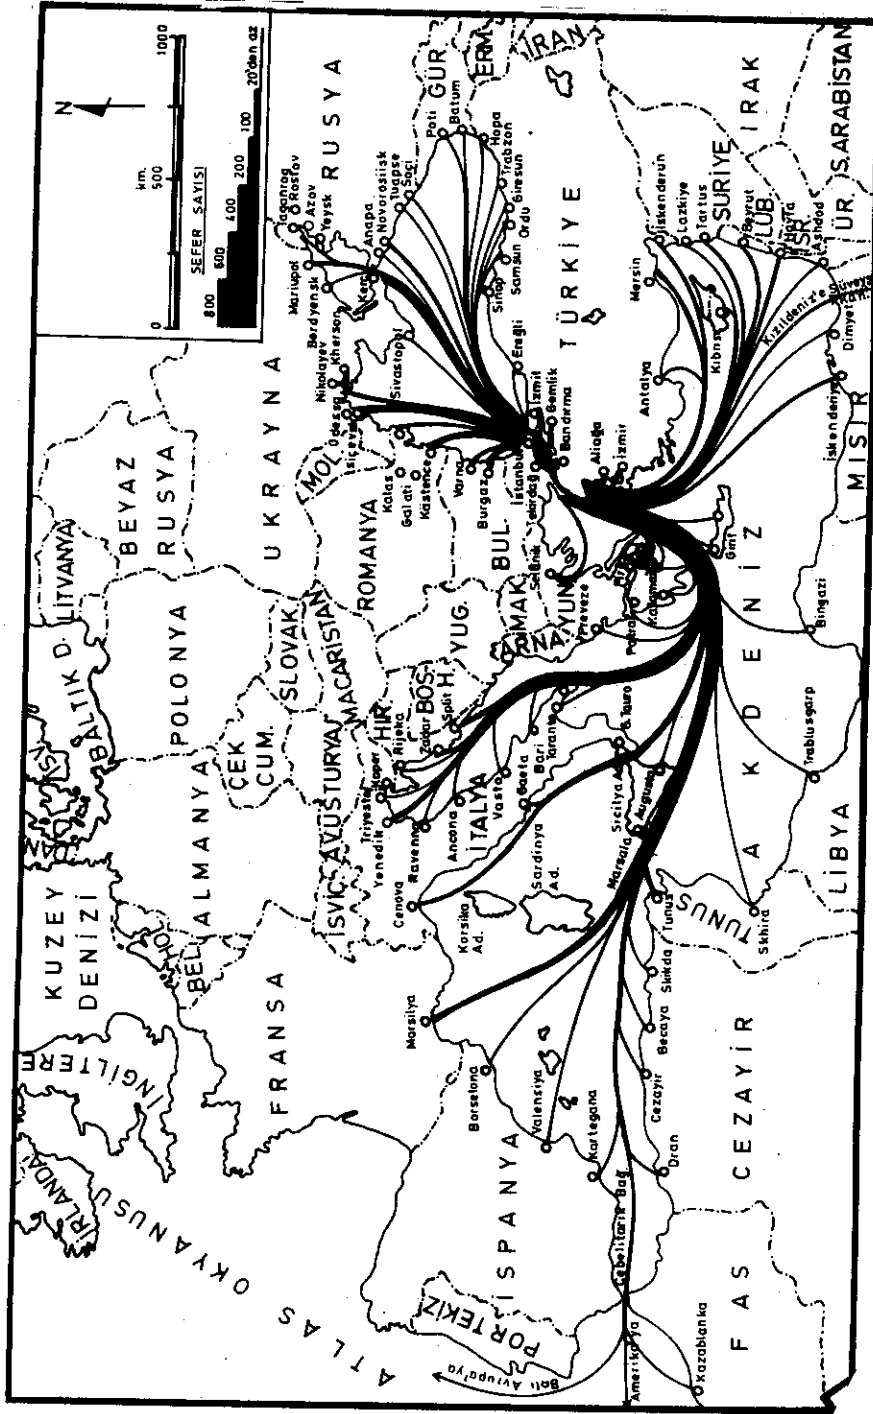 N
km.
0 500 1000
SEFER SAYISI
800 600 400 200 100 20'den az
ATLAS OKYANUSU
İRLANDA
İNGİLTERE
KUZEY DENİZİ
BALTIK D.
LİTVANYA
BEYAZ RUSYA
RUSYA
HOL
BEL
ALMANYA
POLONYA
UKRAYNA
ÇEK CUM.
SLOVAK
MOL
FRANSA
İSVİÇ
AVUSTURYA
MACARİSTAN
ROMANYA
HIR
BOS-H.
YUG.
BUL
MAK
ARNA
YUN
İTALYA
PORTEKİZ
İSPANYA
TÜRKİYE
GÜR
ERM
İRAN
IRAK
SURİYE
LÜB
İSR
ÜR.
S.ARABİSTAN
MISIR
LİBYA
TUNUS
CEZAYİR
FAS
AKDENİZ
Taganrog
Rostov
Azov
Yeysk
Mariupol
Berdyensk
Kerç
Anapa
Novorosiisk
Tuapse
Soçi
Poti
Batum
Hopa
Trabzon
Giresun
Ordu
Samsun
Sinop
Ereğli
Kherson
Nikolayev
Odessa
Sivastopol
Kalas
Galati
Köstence
Varna
Burgaz
İstanbul
Tekirdağ
İzmit
Gemlik
Bandırma
Aliağa
İzmir
Antalya
Mersin
İskenderun
Lazkiye
Tartus
Beyrut
Hayfa
Ashdod
Kıbrıs
Kızıldeniz'e
Süveyş Kan.
Dimyat
İskenderiye
Bingazi
Trablusgarp
Skhira
Girit
Selanik
Preveze
Patras
Kalamata
Triyeste
Koper
Rijeka
Zadar
Split
Venedik
Ravenna
Ancona
Vasto
Bari
Taranto
Gaeta
G.Tauro
Sicilya A.
Augusta
Marsala
Sardinya Ad.
Korsika Ad.
Cenova
Marsilya
Barselona
Valensiya
Kartegana
Cebelitarık Boğ.
Tunus
Skikda
Becaya
Cezayir
Oran
Kazablanka
Amerika'ya
Batı Avrupa'ya